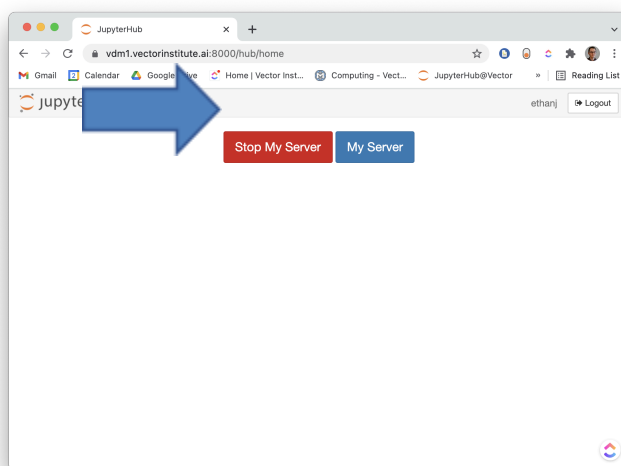 JupyterHub
vdm1.vectorinstitute.ai:8000/hub/home
Gmail Calendar Google Home | Vector Inst... Computing - Vect... JupyterHub@Vector » Reading List
ethanj Logout
Stop My Server My Server